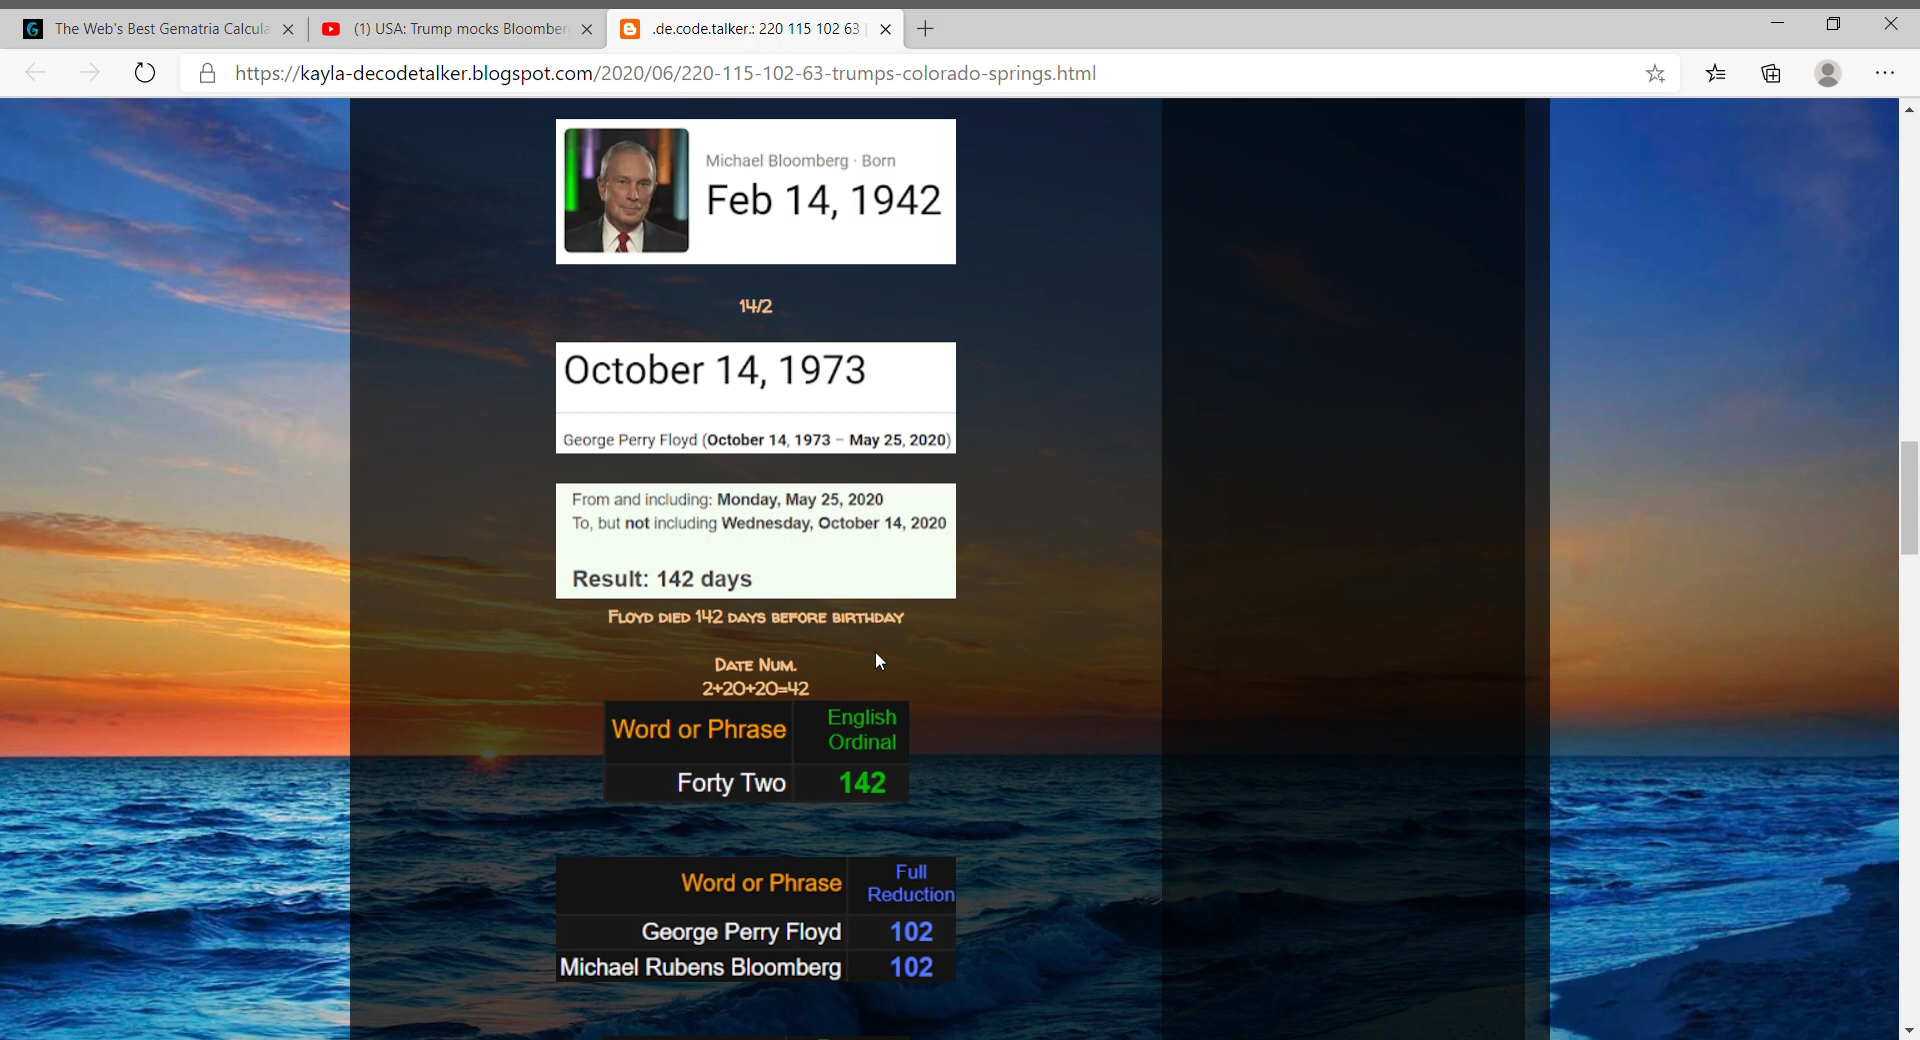 The Web's Best Gematria Calcula
(1) USA: Trump mocks Bloomber
.de.code.talker.: 220 115 102 63
https://kayla-decodetalker.blogspot.com/2020/06/220-115-102-63-trumps-colorado-springs.html
Michael Bloomberg · Born
Feb 14, 1942
14/2
October 14, 1973
George Perry Floyd (October 14, 1973 – May 25, 2020)
From and including: Monday, May 25, 2020
To, but not including Wednesday, October 14, 2020
Result: 142 days
Floyd died 142 days before birthday
Date Num.
2+20+20=42
Word or Phrase English Ordinal
Forty Two 142
Word or Phrase Full Reduction
George Perry Floyd 102
Michael Rubens Bloomberg 102